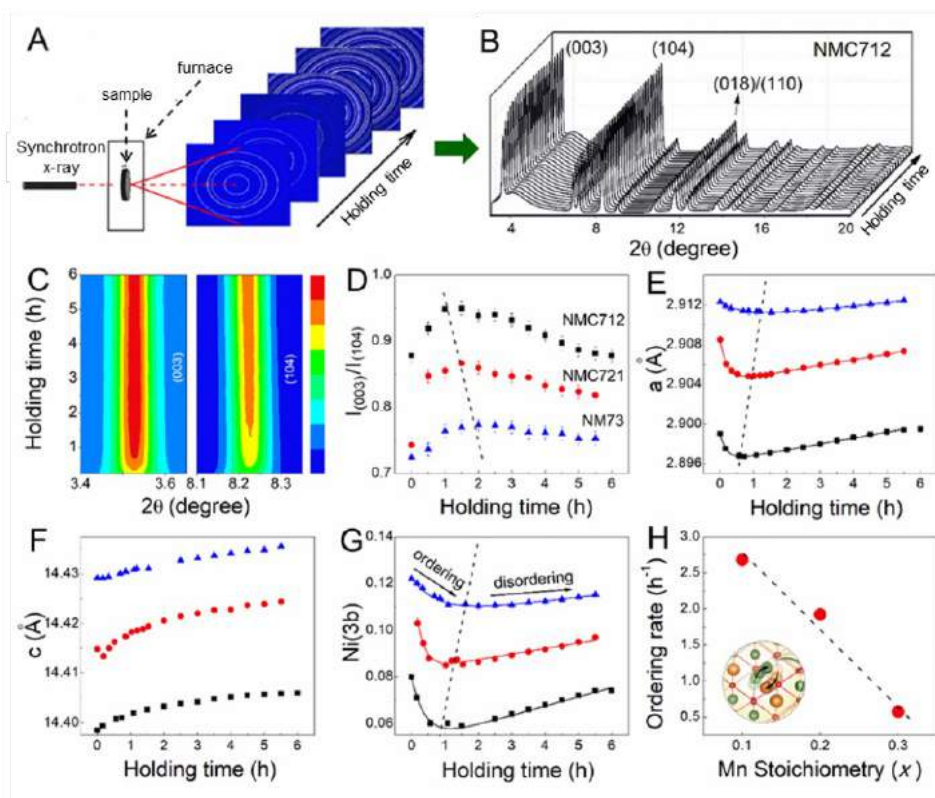 A
furnace
sample
Synchrotron
x-ray
Holding time
B
(003)
(104)
(018)/(110)
NMC712
4 8 12 16 20
2θ (degree)
Holding time
C
Holding time (h)
6
5
4
3
2
1
(003)
(104)
3.4 3.6 8.1 8.2 8.3
2θ (degree)
D
I(003)/I(104)
1.0
0.9
0.8
0.7
NMC712
NMC721
NM73
0 1 2 3 4 5 6
Holding time (h)
E
a (Å)
2.912
2.908
2.904
2.900
2.896
0 1 2 3 4 5 6
Holding time (h)
F
c (Å)
14.43
14.42
14.41
14.40
0 1 2 3 4 5 6
Holding time (h)
G
Ni(3b)
0.14
0.12
0.10
0.08
0.06
ordering
disordering
0 1 2 3 4 5 6
Holding time (h)
H
Ordering rate (h⁻¹)
3.0
2.5
2.0
1.5
1.0
0.5
0.1 0.2 0.3
Mn Stoichiometry (x)